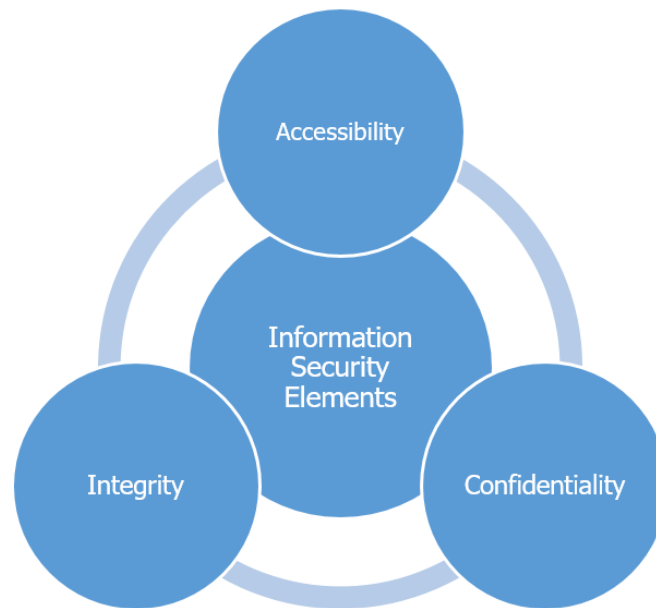 Accessibility
Information
Security
Elements
Integrity
Confidentiality